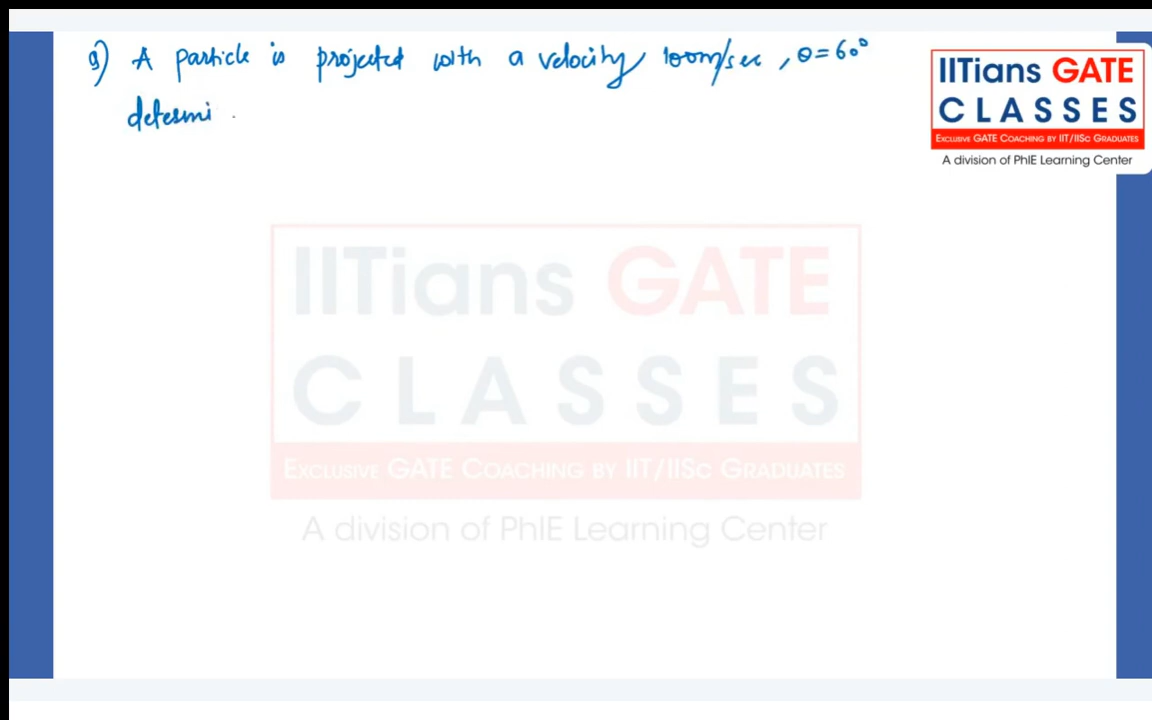 g) A particle is projected with a velocity 100m/sec, θ=60°
determi
IITians GATE
CLASSES
EXCLUSIVE GATE COACHING BY IIT/IISc GRADUATES
A division of PhIE Learning Center
IITians GATE
CLASSES
EXCLUSIVE GATE COACHING BY IIT/IISc GRADUATES
A division of PhIE Learning Center